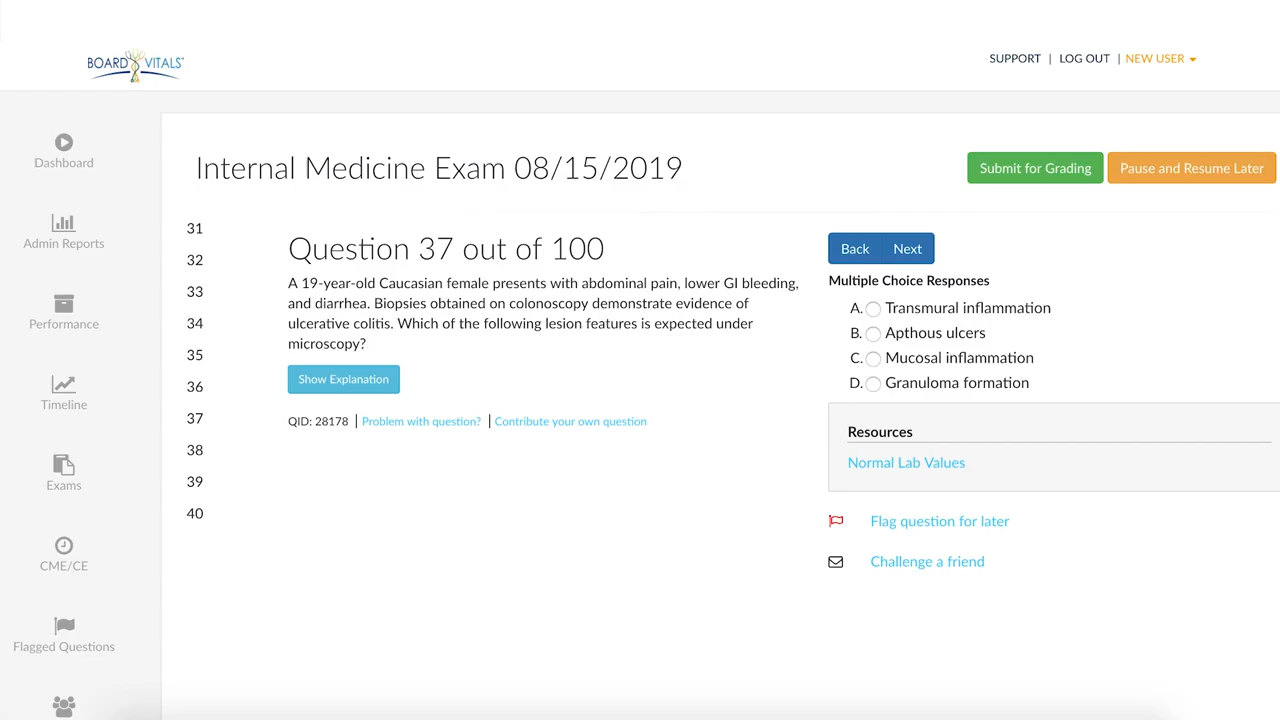 BOARD VITALS™
SUPPORT | LOG OUT | NEW USER
Dashboard
Admin Reports
Performance
Timeline
Exams
CME/CE
Flagged Questions
Internal Medicine Exam 08/15/2019
Submit for Grading
Pause and Resume Later
31
32
33
34
35
36
37
38
39
40
Question 37 out of 100
A 19-year-old Caucasian female presents with abdominal pain, lower GI bleeding,
and diarrhea. Biopsies obtained on colonoscopy demonstrate evidence of
ulcerative colitis. Which of the following lesion features is expected under
microscopy?
Show Explanation
QID: 28178 | Problem with question? | Contribute your own question
Back Next
Multiple Choice Responses
A. Transmural inflammation
B. Apthous ulcers
C. Mucosal inflammation
D. Granuloma formation
Resources
Normal Lab Values
Flag question for later
Challenge a friend